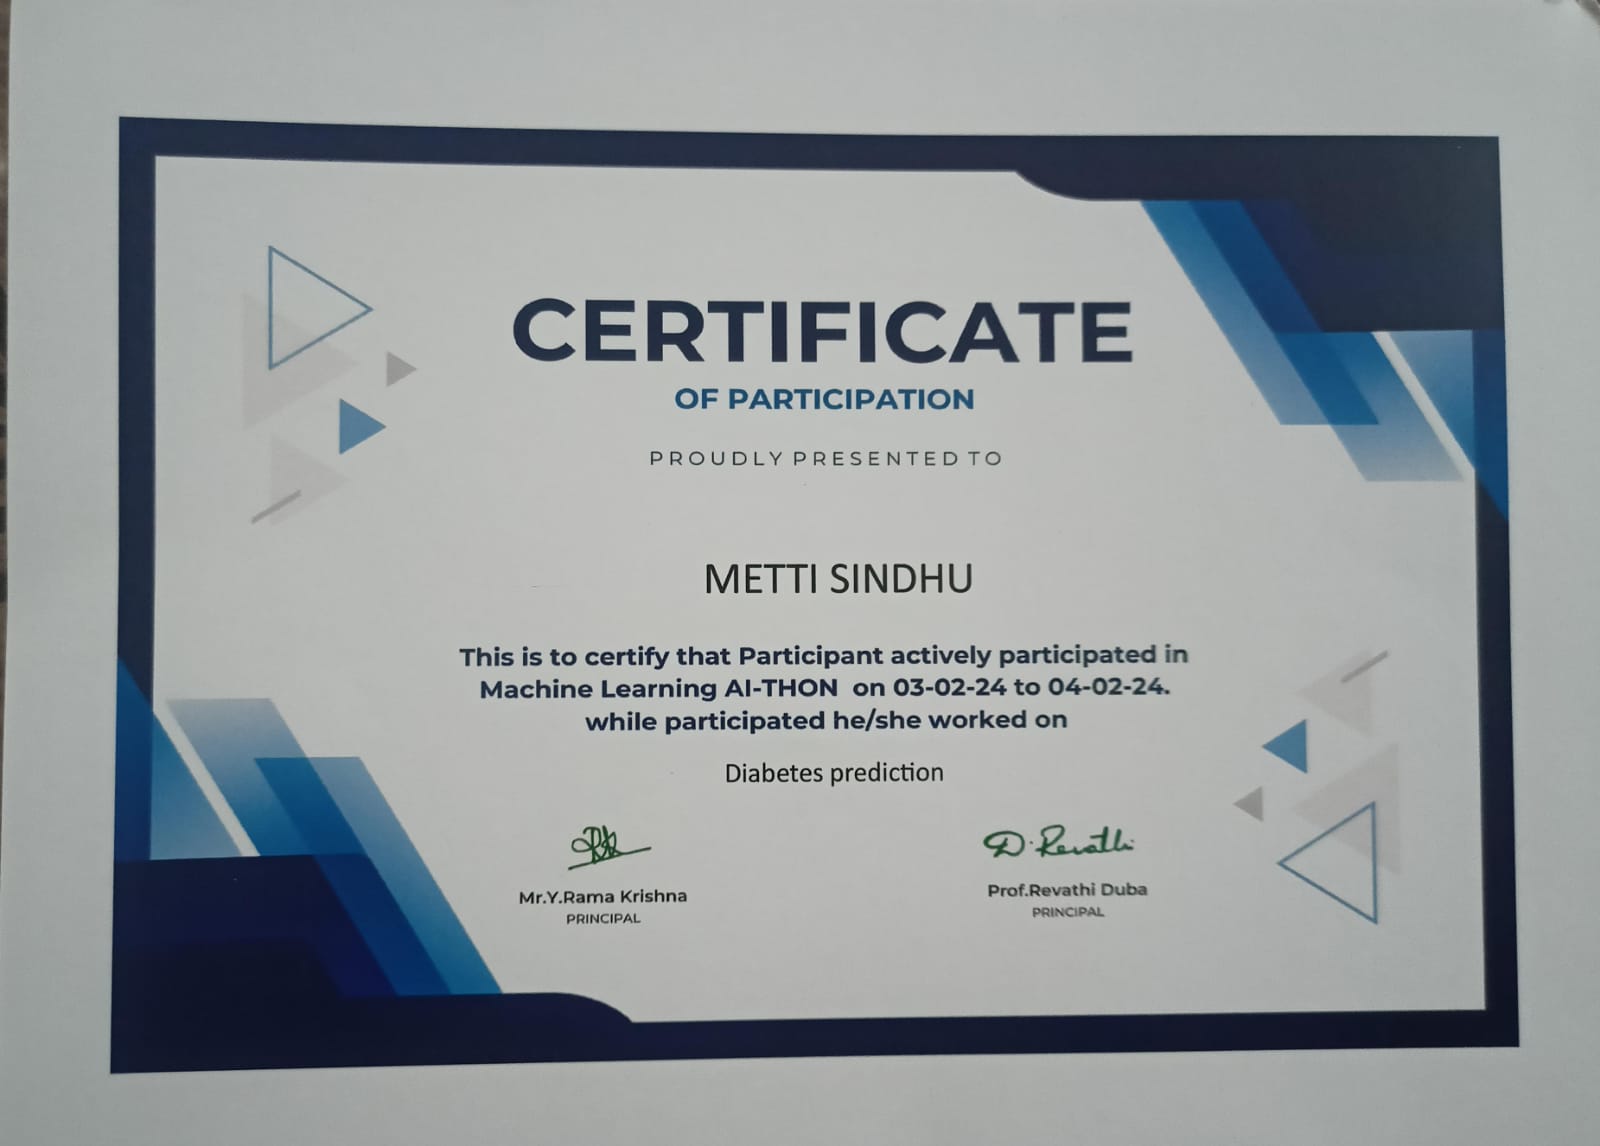 CERTIFICATE
OF PARTICIPATION
PROUDLY PRESENTED TO
METTI SINDHU
This is to certify that Participant actively participated in
Machine Learning AI-THON on 03-02-24 to 04-02-24.
while participated he/she worked on
Diabetes prediction
D. Revathi
Mr.Y.Rama Krishna
PRINCIPAL
Prof.Revathi Duba
PRINCIPAL